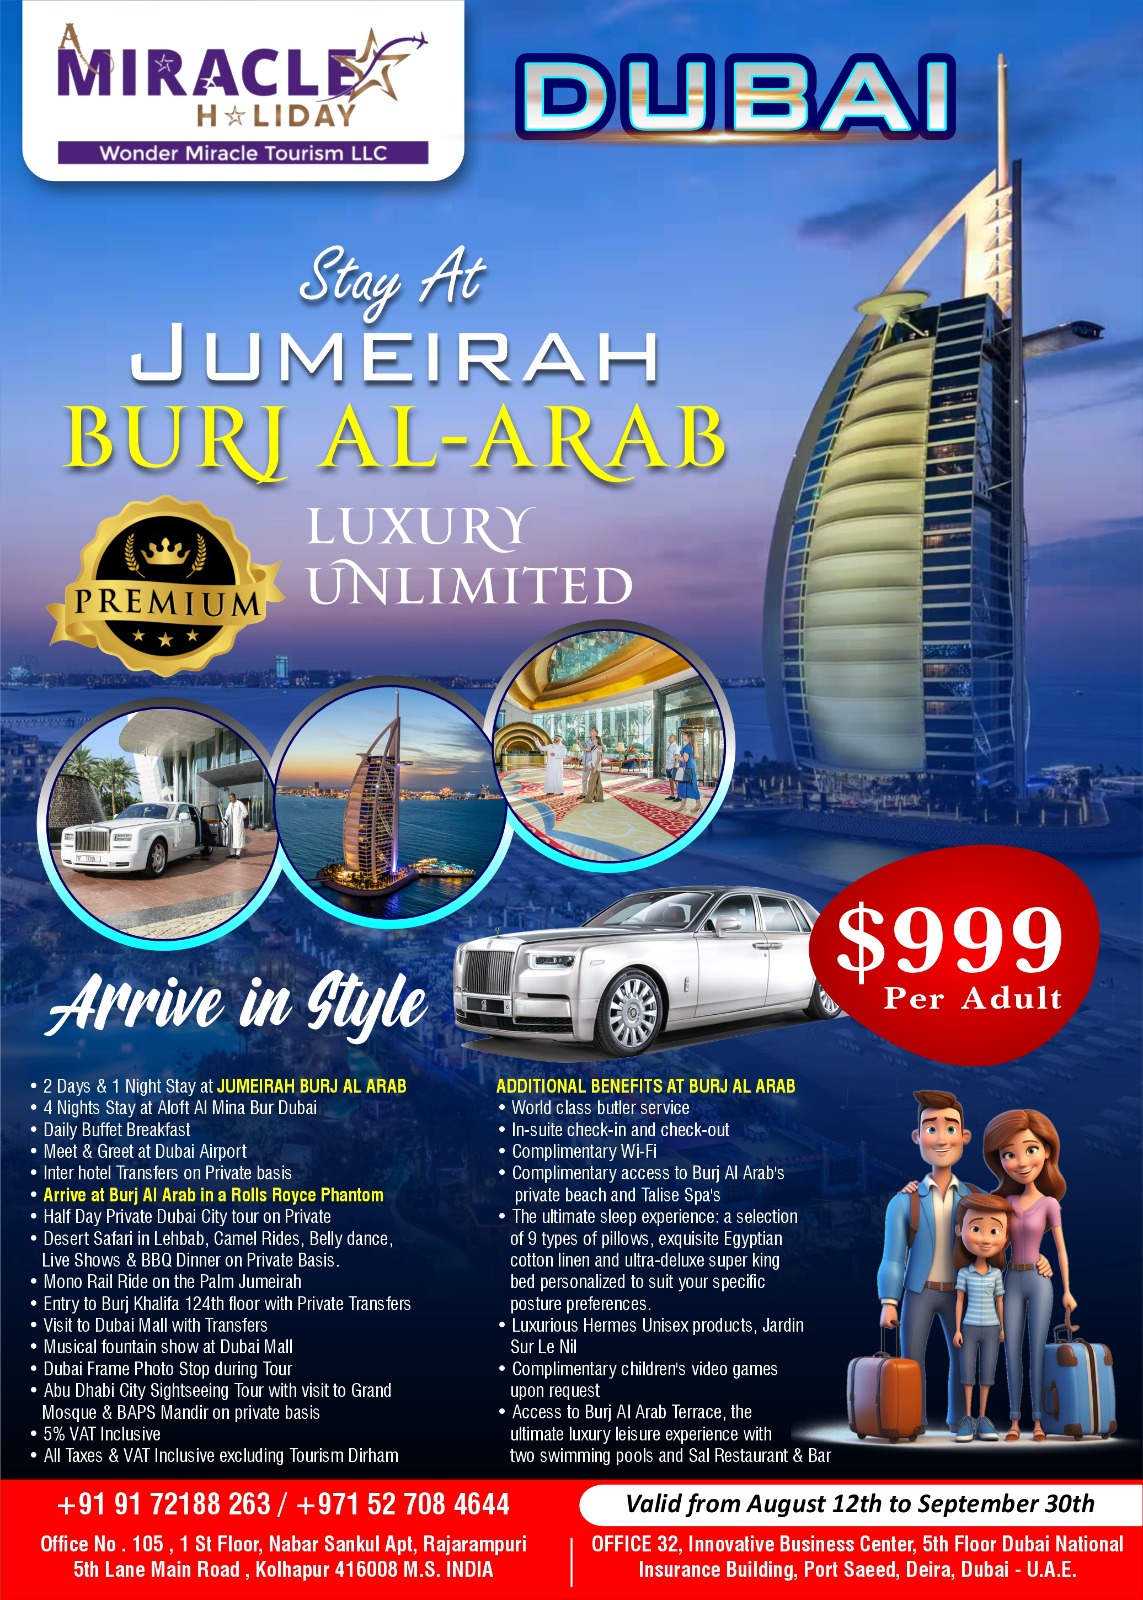 A
MIRACLE
HOLIDAY
Wonder Miracle Tourism LLC
DUBAI
Stay At
JUMEIRAH
BURJ AL-ARAB
PREMIUM
LUXURY
UNLIMITED
$999
Per Adult
Arrive in Style
• 2 Days & 1 Night Stay at JUMEIRAH BURJ AL ARAB
• 4 Nights Stay at Aloft Al Mina Bur Dubai
• Daily Buffet Breakfast
• Meet & Greet at Dubai Airport
• Inter hotel Transfers on Private basis
• Arrive at Burj Al Arab in a Rolls Royce Phantom
• Half Day Private Dubai City tour on Private
• Desert Safari in Lehbab, Camel Rides, Belly dance,
Live Shows & BBQ Dinner on Private Basis.
• Mono Rail Ride on the Palm Jumeirah
• Entry to Burj Khalifa 124th floor with Private Transfers
• Visit to Dubai Mall with Transfers
• Musical fountain show at Dubai Mall
• Dubai Frame Photo Stop during Tour
• Abu Dhabi City Sightseeing Tour with visit to Grand
Mosque & BAPS Mandir on private basis
• 5% VAT Inclusive
• All Taxes & VAT Inclusive excluding Tourism Dirham
ADDITIONAL BENEFITS AT BURJ AL ARAB
• World class butler service
• In-suite check-in and check-out
• Complimentary Wi-Fi
• Complimentary access to Burj Al Arab's
private beach and Talise Spa's
• The ultimate sleep experience: a selection
of 9 types of pillows, exquisite Egyptian
cotton linen and ultra-deluxe super king
bed personalized to suit your specific
posture preferences.
• Luxurious Hermes Unisex products, Jardin
Sur Le Nil
• Complimentary children's video games
upon request
• Access to Burj Al Arab Terrace, the
ultimate luxury leisure experience with
two swimming pools and Sal Restaurant & Bar
+91 91 72188 263 / +971 52 708 4644
Office No . 105 , 1 St Floor, Nabar Sankul Apt, Rajarampuri
5th Lane Main Road , Kolhapur 416008 M.S. INDIA
Valid from August 12th to September 30th
OFFICE 32, Innovative Business Center, 5th Floor Dubai National
Insurance Building, Port Saeed, Deira, Dubai - U.A.E.